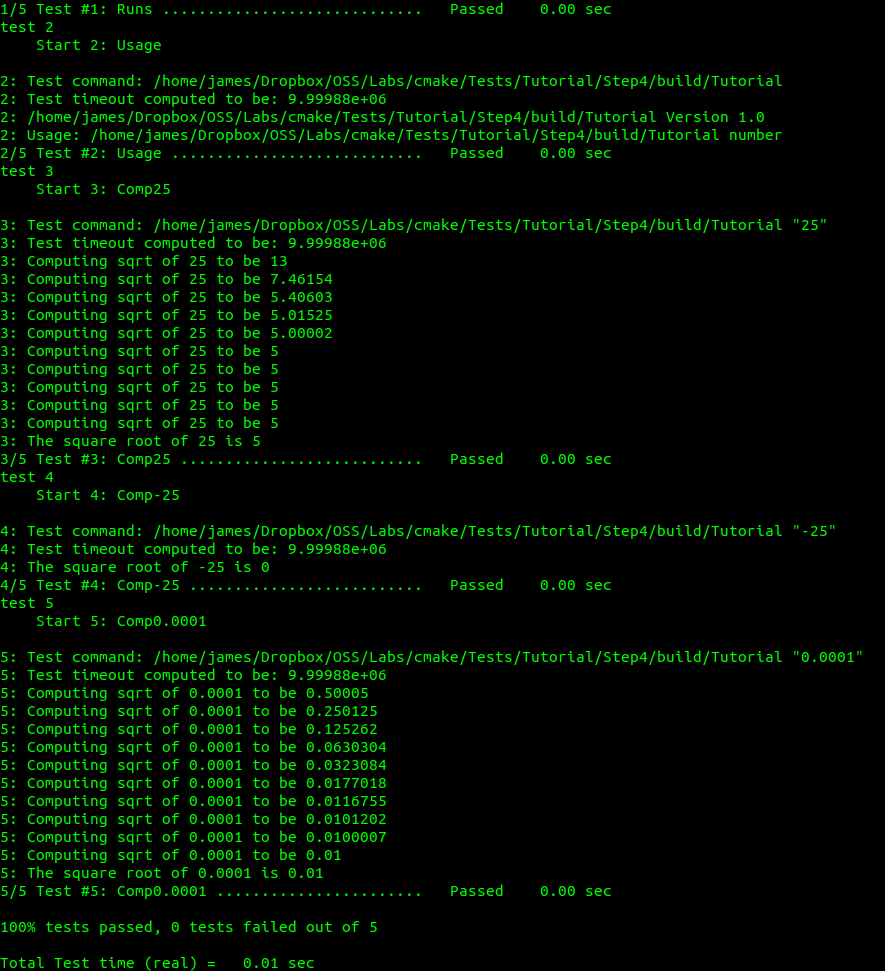 1/5 Test #1: Runs .............................   Passed    0.00 sec
test 2
    Start 2: Usage

2: Test command: /home/james/Dropbox/OSS/Labs/cmake/Tests/Tutorial/Step4/build/Tutorial
2: Test timeout computed to be: 9.99988e+06
2: /home/james/Dropbox/OSS/Labs/cmake/Tests/Tutorial/Step4/build/Tutorial Version 1.0
2: Usage: /home/james/Dropbox/OSS/Labs/cmake/Tests/Tutorial/Step4/build/Tutorial number
2/5 Test #2: Usage ............................   Passed    0.00 sec
test 3
    Start 3: Comp25

3: Test command: /home/james/Dropbox/OSS/Labs/cmake/Tests/Tutorial/Step4/build/Tutorial "25"
3: Test timeout computed to be: 9.99988e+06
3: Computing sqrt of 25 to be 13
3: Computing sqrt of 25 to be 7.46154
3: Computing sqrt of 25 to be 5.40603
3: Computing sqrt of 25 to be 5.01525
3: Computing sqrt of 25 to be 5.00002
3: Computing sqrt of 25 to be 5
3: Computing sqrt of 25 to be 5
3: Computing sqrt of 25 to be 5
3: Computing sqrt of 25 to be 5
3: Computing sqrt of 25 to be 5
3: The square root of 25 is 5
3/5 Test #3: Comp25 ...........................   Passed    0.00 sec
test 4
    Start 4: Comp-25

4: Test command: /home/james/Dropbox/OSS/Labs/cmake/Tests/Tutorial/Step4/build/Tutorial "-25"
4: Test timeout computed to be: 9.99988e+06
4: The square root of -25 is 0
4/5 Test #4: Comp-25 ..........................   Passed    0.00 sec
test 5
    Start 5: Comp0.0001

5: Test command: /home/james/Dropbox/OSS/Labs/cmake/Tests/Tutorial/Step4/build/Tutorial "0.0001"
5: Test timeout computed to be: 9.99988e+06
5: Computing sqrt of 0.0001 to be 0.50005
5: Computing sqrt of 0.0001 to be 0.250125
5: Computing sqrt of 0.0001 to be 0.125262
5: Computing sqrt of 0.0001 to be 0.0630304
5: Computing sqrt of 0.0001 to be 0.0323084
5: Computing sqrt of 0.0001 to be 0.0177018
5: Computing sqrt of 0.0001 to be 0.0116755
5: Computing sqrt of 0.0001 to be 0.0101202
5: Computing sqrt of 0.0001 to be 0.0100007
5: Computing sqrt of 0.0001 to be 0.01
5: The square root of 0.0001 is 0.01
5/5 Test #5: Comp0.0001 .......................   Passed    0.00 sec

100% tests passed, 0 tests failed out of 5

Total Test time (real) =   0.01 sec